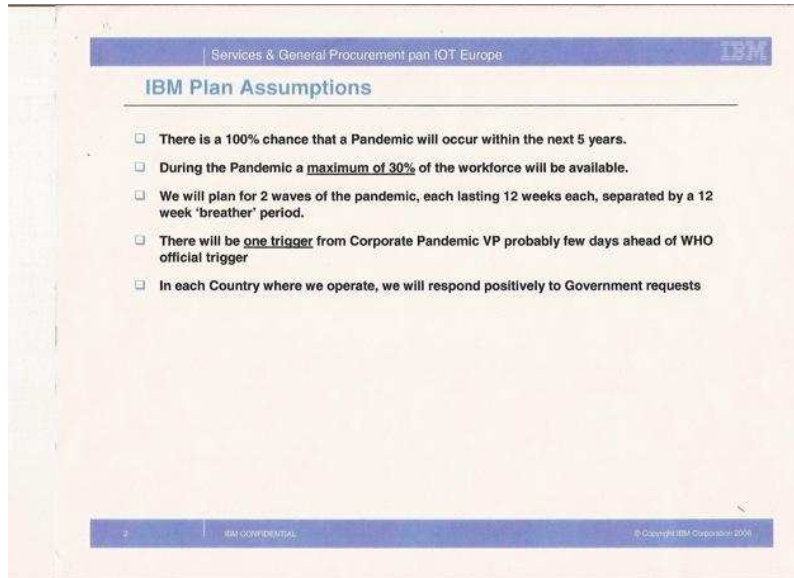 Services & General Procurement pan IOT Europe
IBM
IBM Plan Assumptions
There is a 100% chance that a Pandemic will occur within the next 5 years.
During the Pandemic a maximum of 30% of the workforce will be available.
We will plan for 2 waves of the pandemic, each lasting 12 weeks each, separated by a 12
week ‘breather’ period.
There will be one trigger from Corporate Pandemic VP probably few days ahead of WHO
official trigger
In each Country where we operate, we will respond positively to Government requests
2
IBM CONFIDENTIAL
© Copyright IBM Corporation 2006